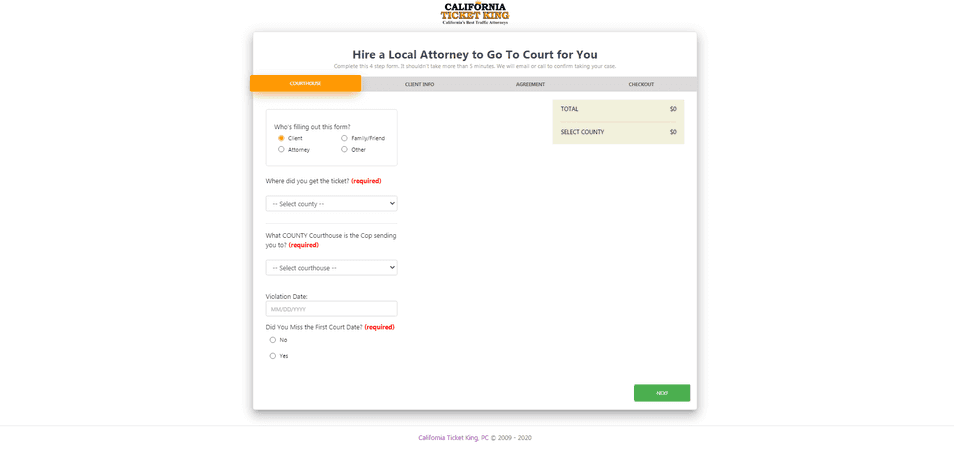 CALIFORNIA
TICKET KING
California's Best Traffic Attorneys
Hire a Local Attorney to Go To Court for You
Complete this 4 step form. It shouldn't take more than 5 minutes. We will email or call to confirm taking your case.
COURTHOUSE
CLIENT INFO
AGREEMENT
CHECKOUT
TOTAL $0
SELECT COUNTY $0
Who's filling out this form?
Client Family/Friend
Attorney Other
Where did you get the ticket? (required)
-- Select county --
What COUNTY Courthouse is the Cop sending
you to? (required)
-- Select courthouse --
Violation Date:
MM/DD/YYYY
Did You Miss the First Court Date? (required)
No
Yes
NEXT
California Ticket King, PC © 2009 - 2020